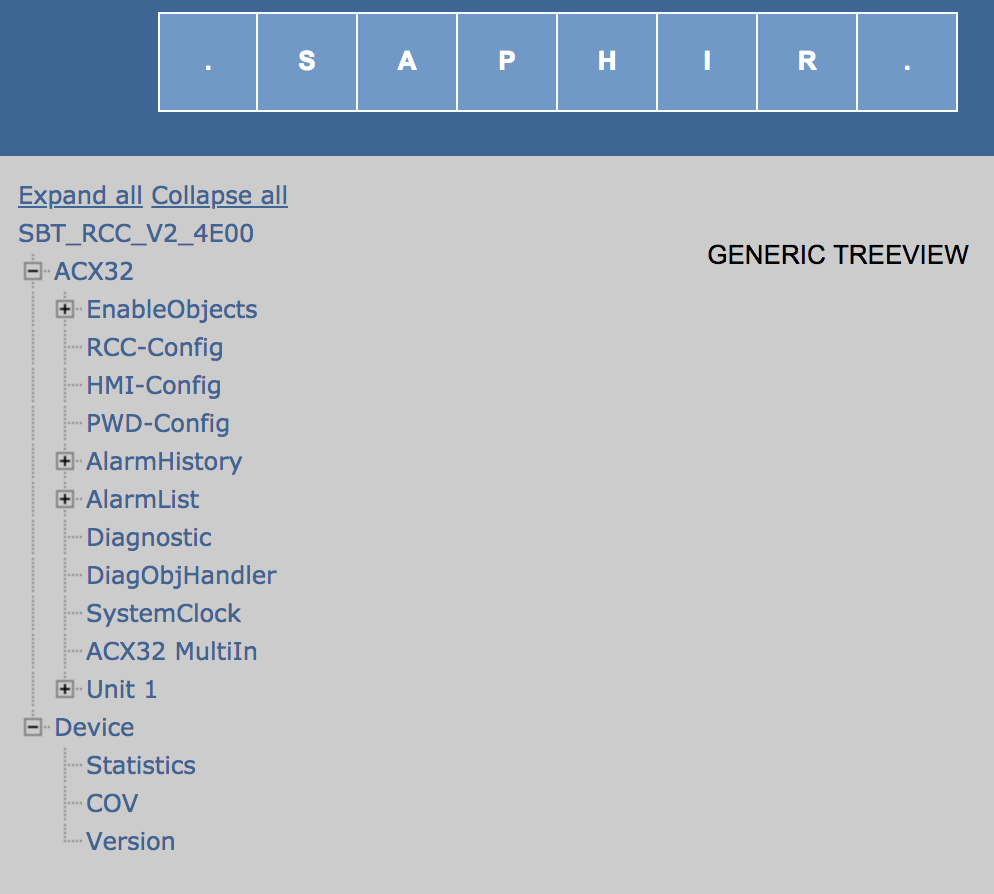 . S A P H I R .
Expand all Collapse all
SBT_RCC_V2_4E00
GENERIC TREEVIEW
ACX32
EnableObjects
RCC-Config
HMI-Config
PWD-Config
AlarmHistory
AlarmList
Diagnostic
DiagObjHandler
SystemClock
ACX32 MultiIn
Unit 1
Device
Statistics
COV
Version